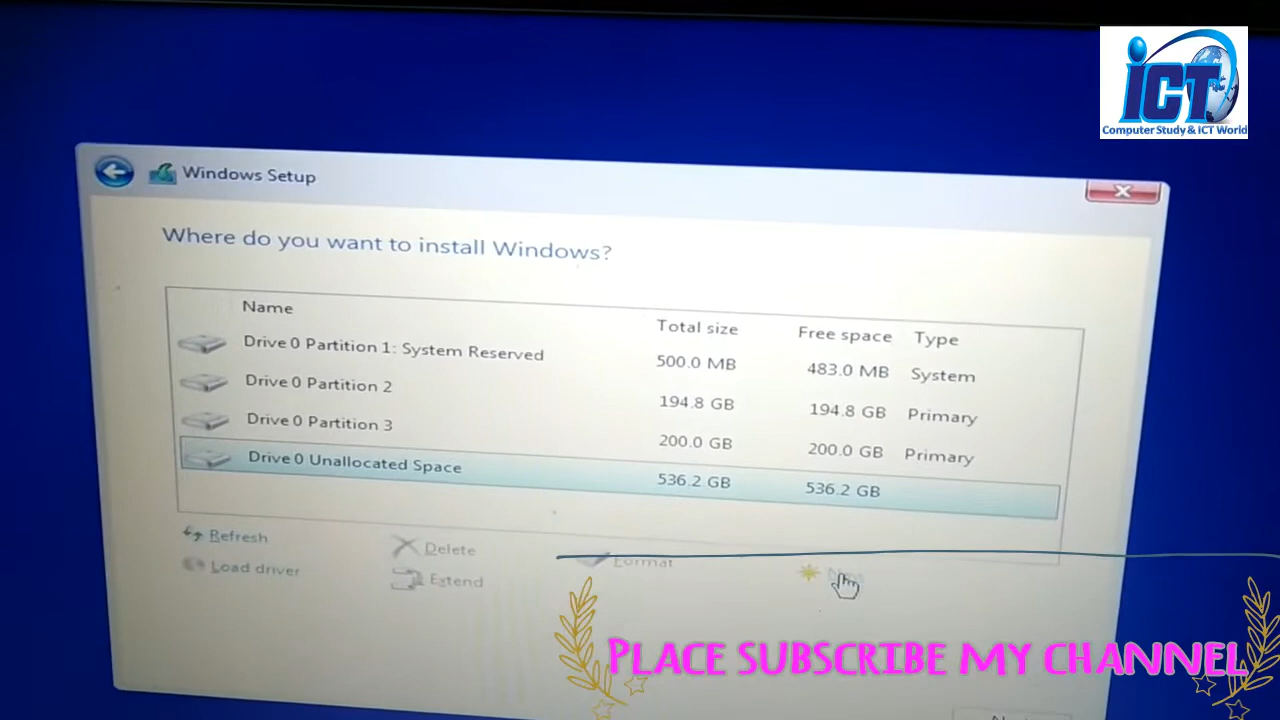 iCT
Computer Study & ICT World
Windows Setup
Where do you want to install Windows?
Name Total size Free space Type
Drive 0 Partition 1: System Reserved 500.0 MB 483.0 MB System
Drive 0 Partition 2 194.8 GB 194.8 GB Primary
Drive 0 Partition 3 200.0 GB 200.0 GB Primary
Drive 0 Unallocated Space 536.2 GB 536.2 GB
Refresh Delete Format
Load driver Extend
PLACE SUBSCRIBE MY CHANNEL